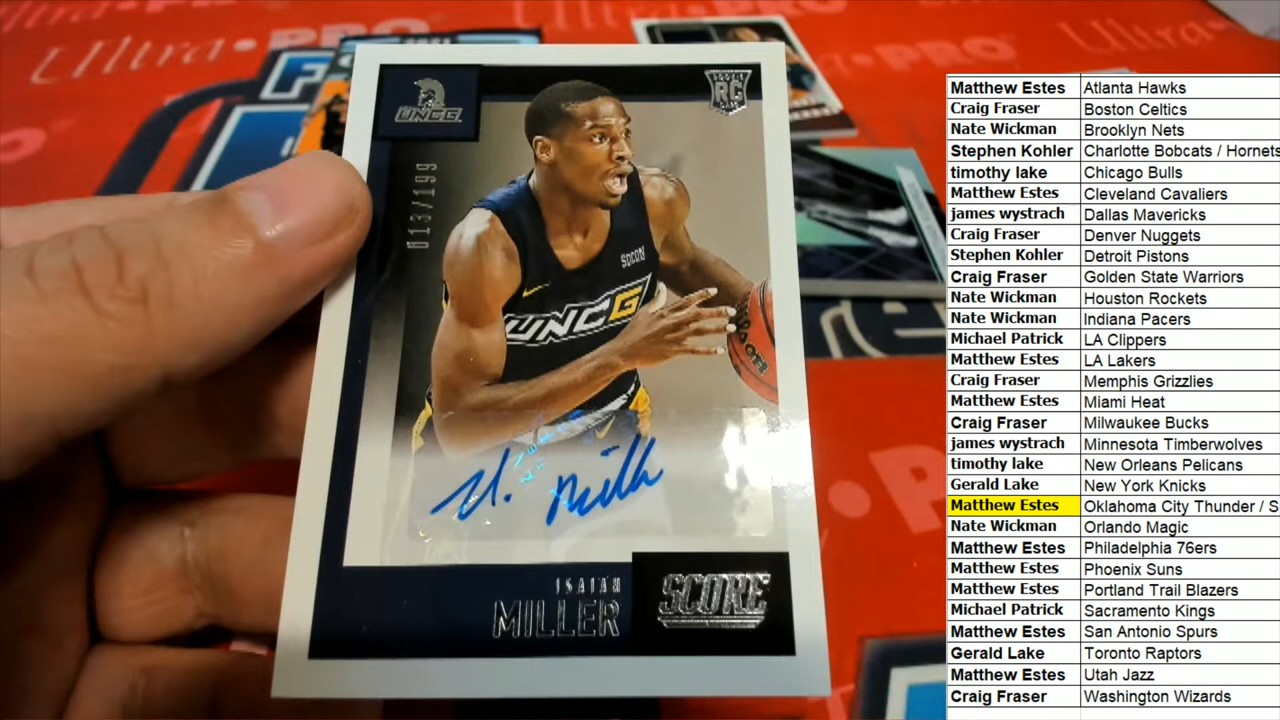 Ultra•PRO
Ultra•PRO
Ultra
UNCG
ROOKIE
RC
CARD
013/199
SOCON
UNCG
ISAIAH
MILLER
SCORE
Matthew Estes Atlanta Hawks
Craig Fraser Boston Celtics
Nate Wickman Brooklyn Nets
Stephen Kohler Charlotte Bobcats / Hornets
timothy lake Chicago Bulls
Matthew Estes Cleveland Cavaliers
james wystrach Dallas Mavericks
Craig Fraser Denver Nuggets
Stephen Kohler Detroit Pistons
Craig Fraser Golden State Warriors
Nate Wickman Houston Rockets
Nate Wickman Indiana Pacers
Michael Patrick LA Clippers
Matthew Estes LA Lakers
Craig Fraser Memphis Grizzlies
Matthew Estes Miami Heat
Craig Fraser Milwaukee Bucks
james wystrach Minnesota Timberwolves
timothy lake New Orleans Pelicans
Gerald Lake New York Knicks
Matthew Estes Oklahoma City Thunder / S
Nate Wickman Orlando Magic
Matthew Estes Philadelphia 76ers
Matthew Estes Phoenix Suns
Matthew Estes Portland Trail Blazers
Michael Patrick Sacramento Kings
Matthew Estes San Antonio Spurs
Gerald Lake Toronto Raptors
Matthew Estes Utah Jazz
Craig Fraser Washington Wizards